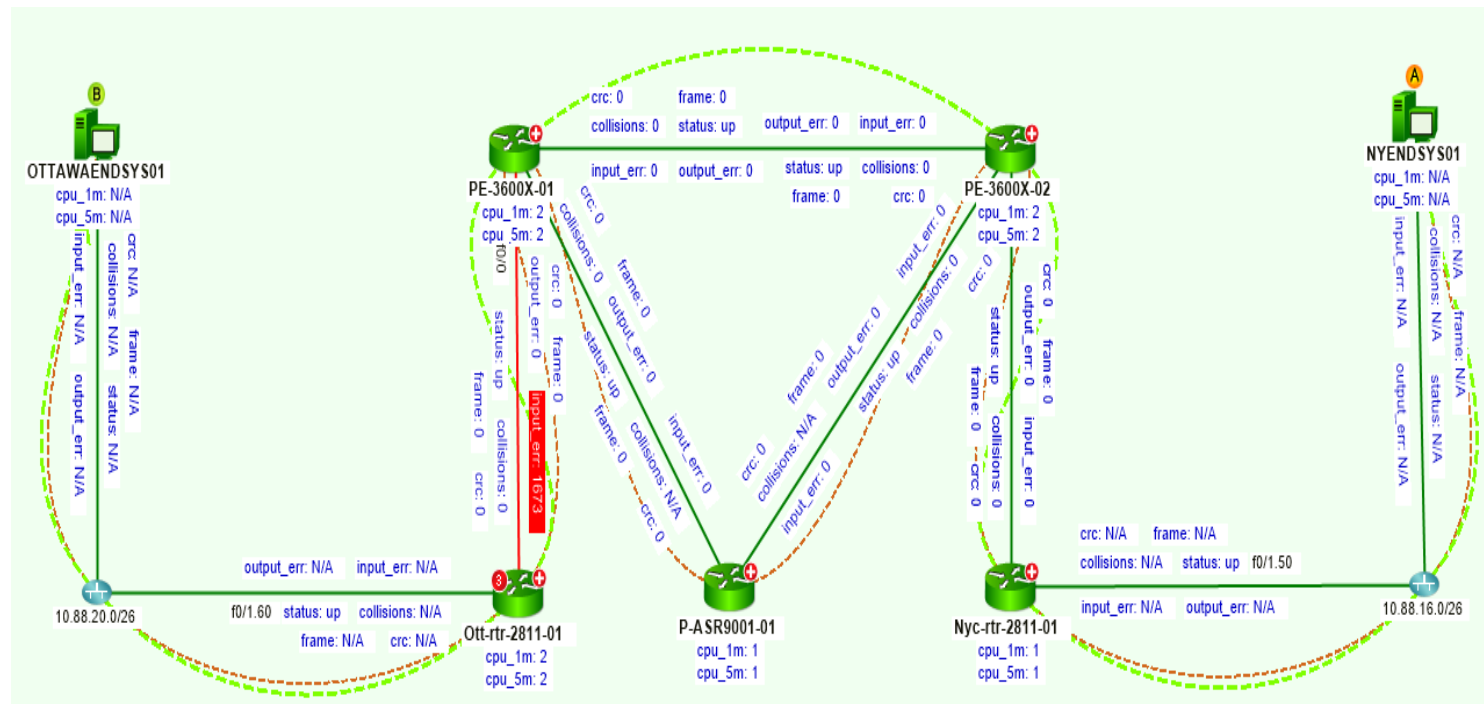 B
OTTAWAENDSYS01
cpu_1m: N/A
cpu_5m: N/A
crc: N/A frame: N/A
collisions: N/A status: N/A
input_err: N/A output_err: N/A
10.88.20.0/26
output_err: N/A input_err: N/A
f0/1.60 status: up collisions: N/A
frame: N/A crc: N/A
3
Ott-rtr-2811-01
cpu_1m: 2
cpu_5m: 2
PE-3600X-01
cpu_1m: 2
cpu_5m: 2
f0/0
crc: 0 frame: 0
output_err: 0 input_err: 1673
status: up collisions: 0
frame: 0 crc: 0
crc: 0 frame: 0
collisions: 0 status: up output_err: 0 input_err: 0
input_err: 0 output_err: 0 status: up collisions: 0
frame: 0 crc: 0
crc: 0 frame: 0
collisions: 0 output_err: 0 input_err: 0
status: up collisions: N/A
frame: 0 crc: 0
P-ASR9001-01
cpu_1m: 1
cpu_5m: 1
input_err: 0
output_err: 0
frame: 0
crc: 0
collisions: 0
crc: 0
status: up
frame: 0
collisions: N/A
input_err: 0
PE-3600X-02
cpu_1m: 2
cpu_5m: 2
crc: 0 frame: 0
output_err: 0 input_err: 0
status: up collisions: 0
frame: 0 crc: 0
Nyc-rtr-2811-01
cpu_1m: 1
cpu_5m: 1
crc: N/A frame: N/A
collisions: N/A status: up f0/1.50
input_err: N/A output_err: N/A
10.88.16.0/26
A
NYENDSYS01
cpu_1m: N/A
cpu_5m: N/A
crc: N/A frame: N/A
collisions: N/A status: N/A
input_err: N/A output_err: N/A